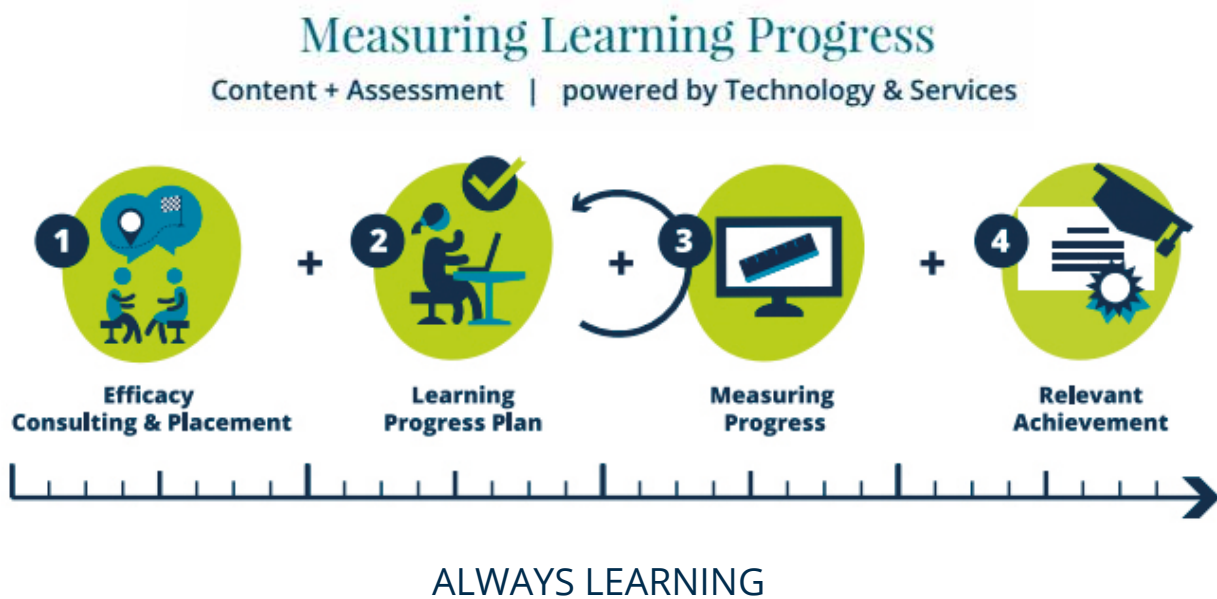 Measuring Learning Progress
Content + Assessment | powered by Technology & Services
1
+
2
+
3
+
4
Efficacy
Consulting & Placement
Learning
Progress Plan
Measuring
Progress
Relevant
Achievement
ALWAYS LEARNING